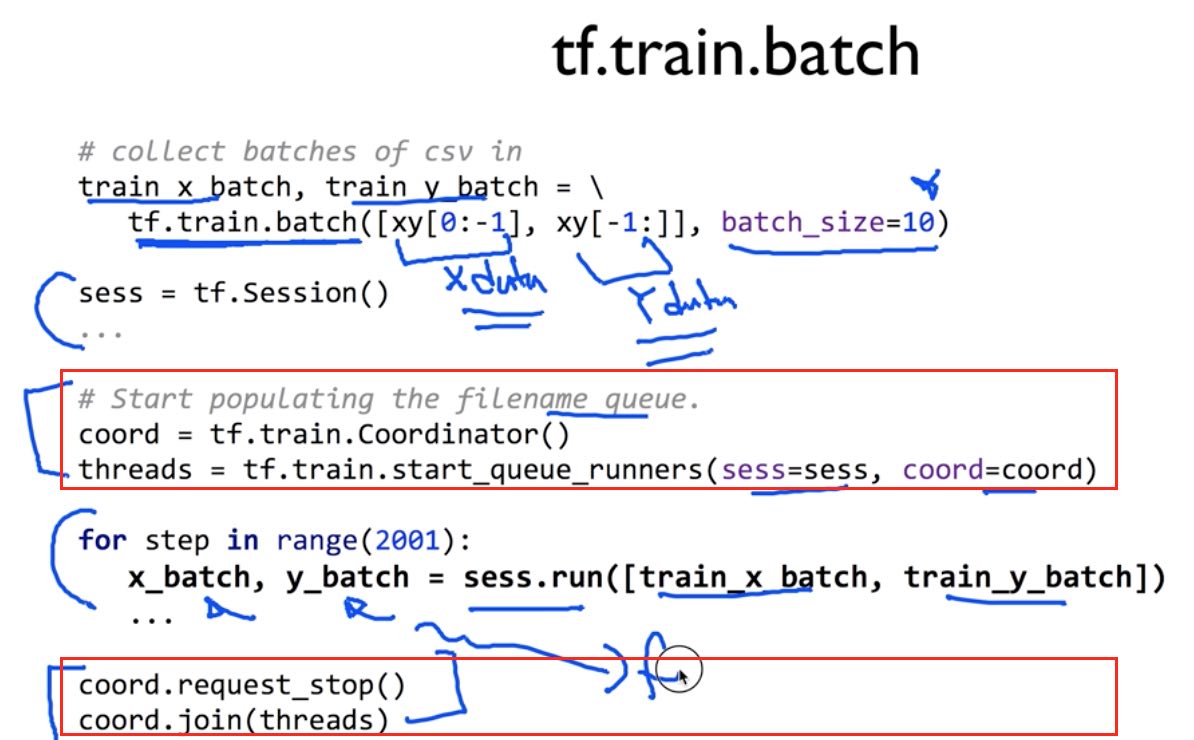 tf.train.batch
# collect batches of csv in
train_x_batch, train_y_batch = \
tf.train.batch([xy[0:-1], xy[-1:]], batch_size=10)
X data
Y data
sess = tf.Session()
...
# Start populating the filename queue.
coord = tf.train.Coordinator()
threads = tf.train.start_queue_runners(sess=sess, coord=coord)
for step in range(2001):
x_batch, y_batch = sess.run([train_x_batch, train_y_batch])
...
coord.request_stop()
coord.join(threads)